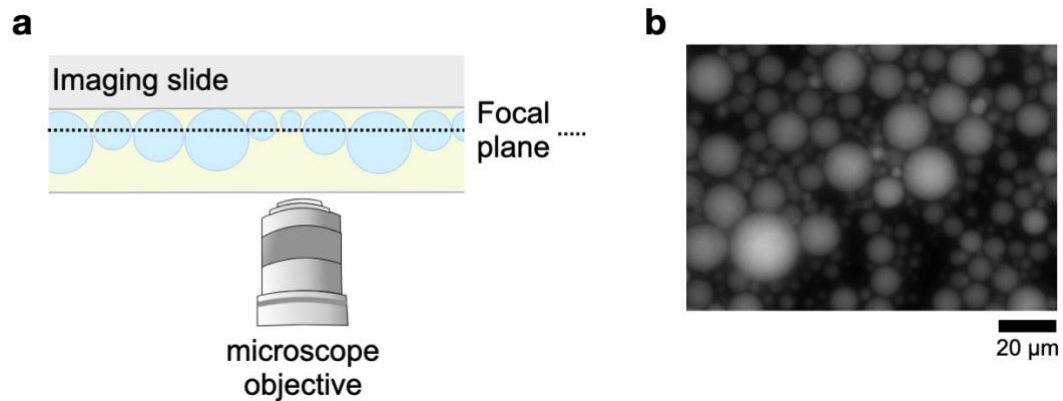 a
Imaging slide
Focal
plane
microscope
objective
b
20 µm